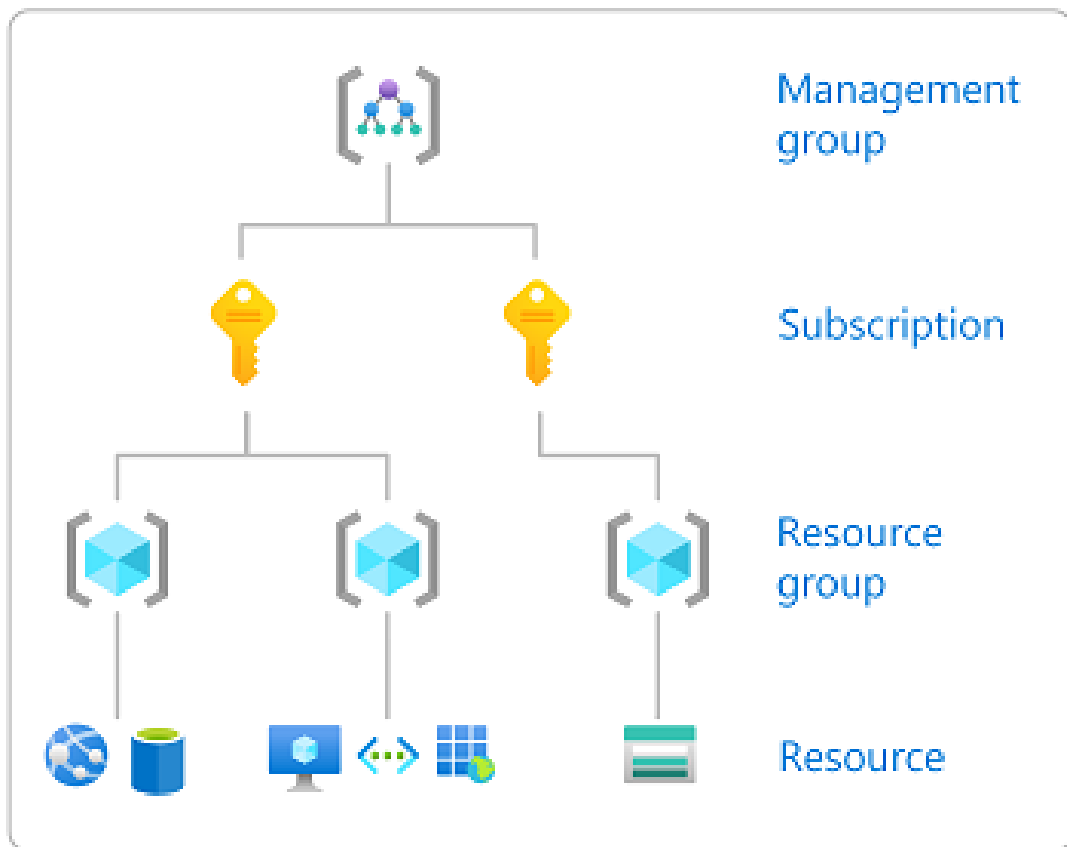 Management
group
Subscription
Resource
group
Resource